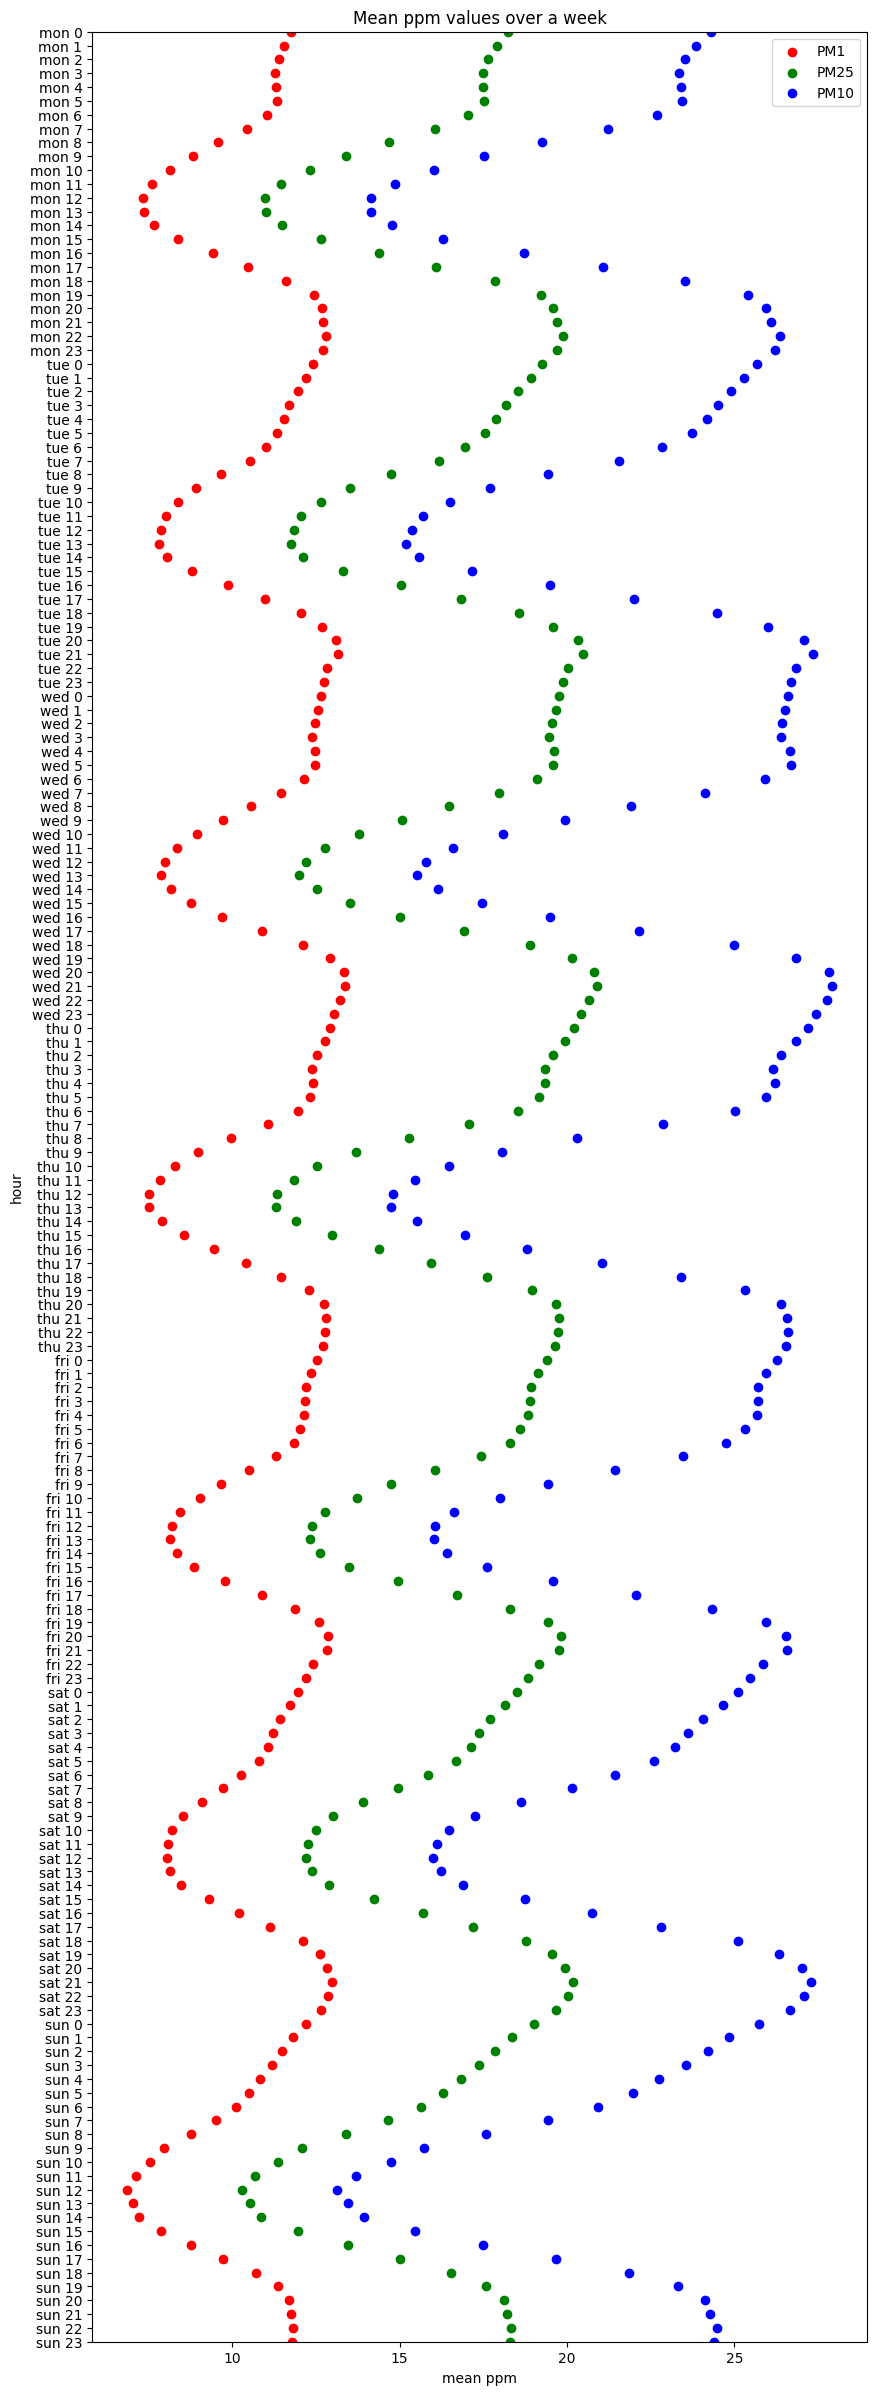 Mean ppm values over a week
PM1
PM25
PM10
mon 0
mon 1
mon 2
mon 3
mon 4
mon 5
mon 6
mon 7
mon 8
mon 9
mon 10
mon 11
mon 12
mon 13
mon 14
mon 15
mon 16
mon 17
mon 18
mon 19
mon 20
mon 21
mon 22
mon 23
tue 0
tue 1
tue 2
tue 3
tue 4
tue 5
tue 6
tue 7
tue 8
tue 9
tue 10
tue 11
tue 12
tue 13
tue 14
tue 15
tue 16
tue 17
tue 18
tue 19
tue 20
tue 21
tue 22
tue 23
wed 0
wed 1
wed 2
wed 3
wed 4
wed 5
wed 6
wed 7
wed 8
wed 9
wed 10
wed 11
wed 12
wed 13
wed 14
wed 15
wed 16
wed 17
wed 18
wed 19
wed 20
wed 21
wed 22
wed 23
thu 0
thu 1
thu 2
thu 3
thu 4
thu 5
thu 6
thu 7
thu 8
thu 9
thu 10
thu 11
thu 12
thu 13
thu 14
thu 15
thu 16
thu 17
thu 18
thu 19
thu 20
thu 21
thu 22
thu 23
fri 0
fri 1
fri 2
fri 3
fri 4
fri 5
fri 6
fri 7
fri 8
fri 9
fri 10
fri 11
fri 12
fri 13
fri 14
fri 15
fri 16
fri 17
fri 18
fri 19
fri 20
fri 21
fri 22
fri 23
sat 0
sat 1
sat 2
sat 3
sat 4
sat 5
sat 6
sat 7
sat 8
sat 9
sat 10
sat 11
sat 12
sat 13
sat 14
sat 15
sat 16
sat 17
sat 18
sat 19
sat 20
sat 21
sat 22
sat 23
sun 0
sun 1
sun 2
sun 3
sun 4
sun 5
sun 6
sun 7
sun 8
sun 9
sun 10
sun 11
sun 12
sun 13
sun 14
sun 15
sun 16
sun 17
sun 18
sun 19
sun 20
sun 21
sun 22
sun 23
hour
10 15 20 25
mean ppm